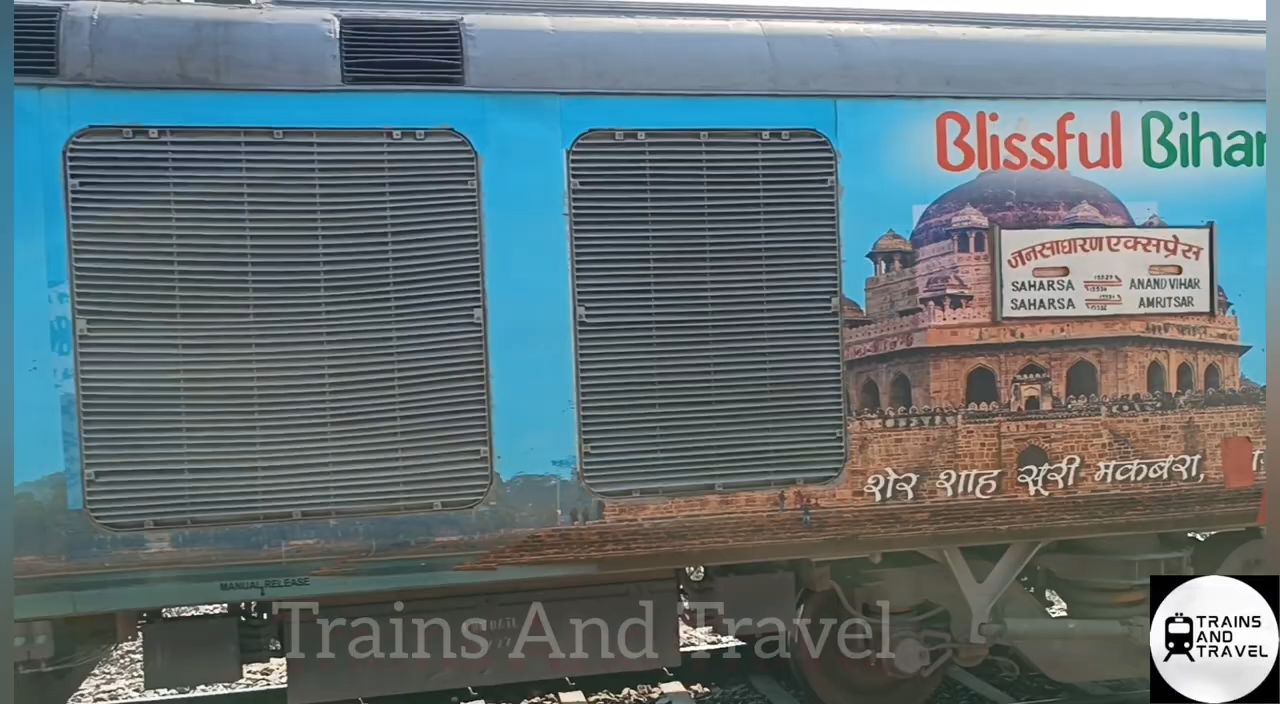 Blissful Bihar
जनसाधारण एक्सप्रेस
SAHARSA ANAND VIHAR
SAHARSA AMRITSAR
शेर शाह सूरी मकबरा,
MANUAL RELEASE
Trains And Travel
TRAINS
AND
TRAVEL